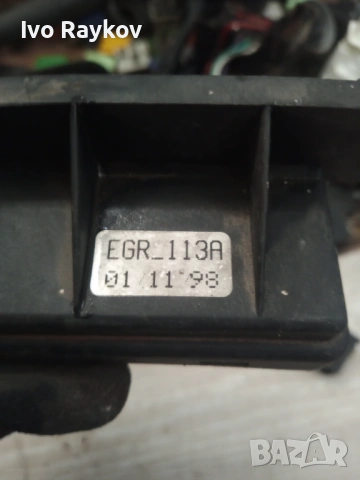 Ivo Raykov
EGR_113A
01 11'98
BAZAR